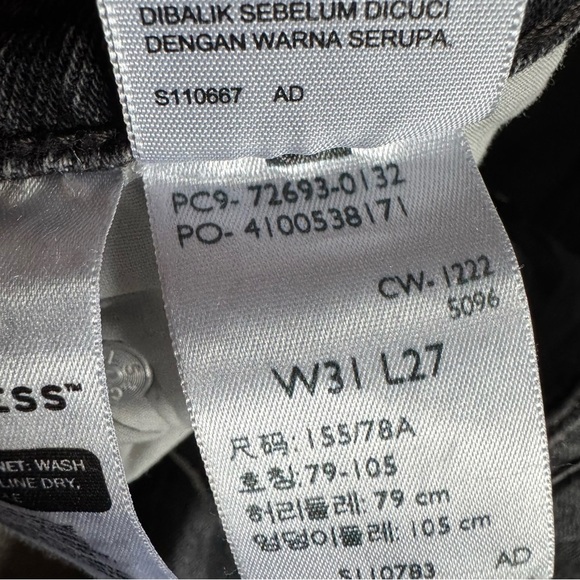 DIBALIK SEBELUM DICUCI
DENGAN WARNA SERUPA.
S110667 AD
PC9- 72693-0132
PO- 4100538171
CW- 1222
5096
W31 L27
尺码: 155/78A
호칭: 79-105
허리둘레: 79 cm
엉덩이둘레: 105 cm
S110783 AD
ESS™
NET: WASH
LINE DRY,